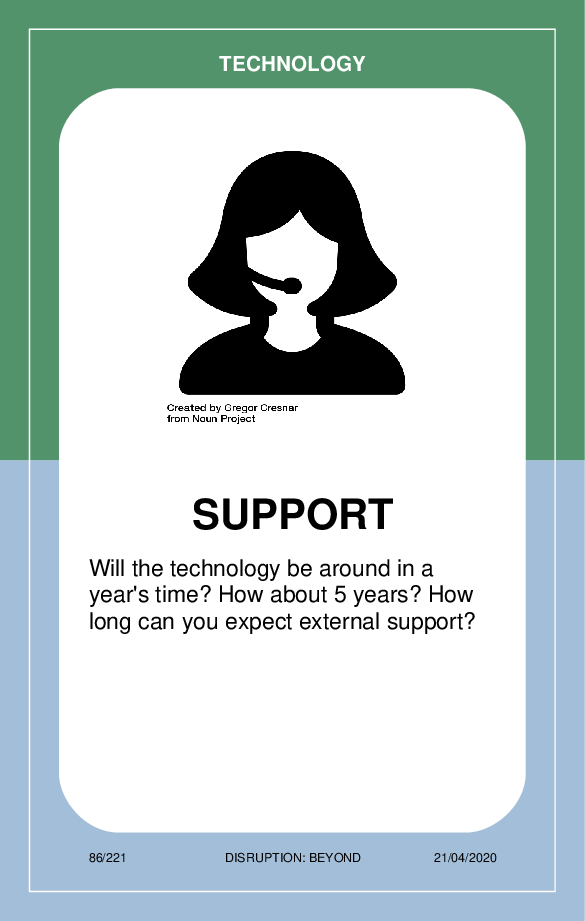 TECHNOLOGY
Created by Gregor Cresnar
from Noun Project
SUPPORT
Will the technology be around in a
year's time? How about 5 years? How
long can you expect external support?
86/221 DISRUPTION: BEYOND 21/04/2020